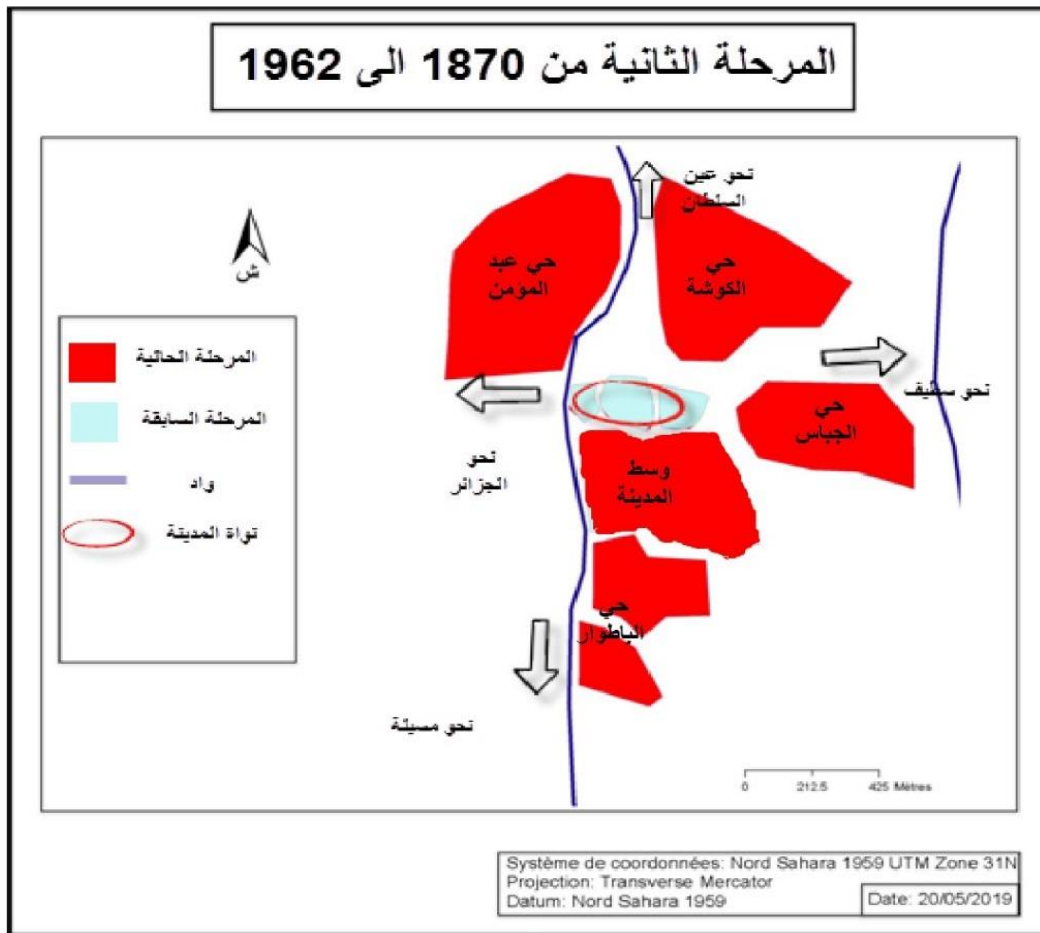 المرحلة الثانية من 1870 الى 1962
نحو عين
السلطان
حي عبد
المؤمن
حي
الكوشة
ش
المرحلة الحالية
المرحلة السابقة
واد
نواة المدينة
نحو سطيف
حي
الجباس
نحو
الجزائر
وسط
المدينة
حي
الباطوار
نحو مسيلة
0 212.5 425 Mètres
Système de coordonnées: Nord Sahara 1959 UTM Zone 31N
Projection: Transverse Mercator
Datum: Nord Sahara 1959
Date: 20/05/2019